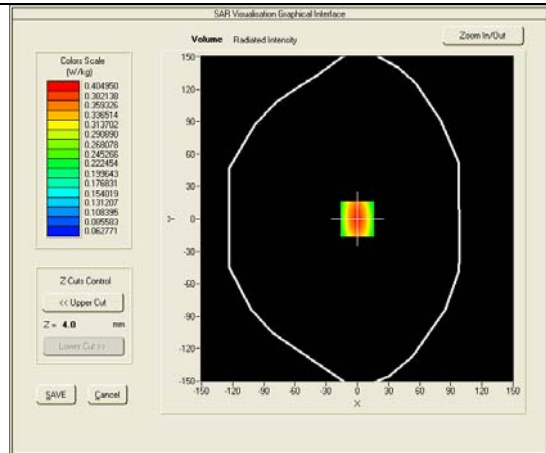 SAR Visualisation Graphical Interface
Volume Radiated Intensity
Zoom In/Out
Colors Scale
(W/kg)
0.404950
0.382138
0.359326
0.336514
0.313702
0.290890
0.268078
0.245266
0.222454
0.199643
0.176831
0.154019
0.131207
0.108395
0.085583
0.062771
Z Cuts Control
<< Upper Cut
Z = 4.0 mm
Lower Cut >>
SAVE Cancel
150
120
90
60
30
0
-30
-60
-90
-120
-150
Y
-150 -120 -90 -60 -30 0 30 60 90 120 150
X